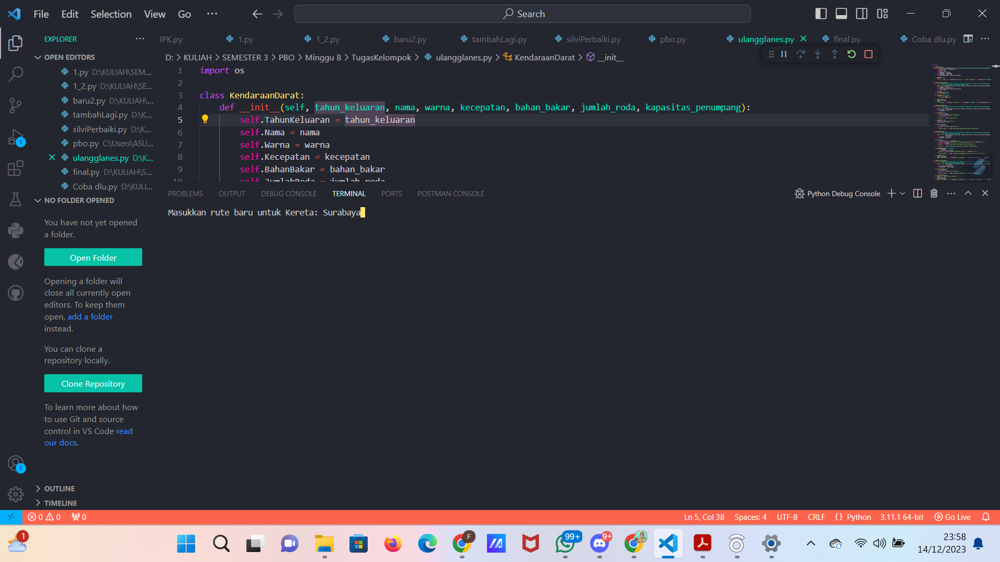 File Edit Selection View Go ··· Search
EXPLORER ···
IPK.py 1.py 1_2.py baru2.py tambahLagi.py silviPerbaiki.py pbo.py ulangglanes.py final.py Coba dlu.py ···
D: > KULIAH > SEMESTER 3 > PBO > Minggu 8 > TugasKelompok > ulangglanes.py > KendaraanDarat > __init__
OPEN EDITORS
1.py D:\KULIAH\SEM...
1_2.py D:\KULIAH\SE...
baru2.py D:\KULIAH\...
tambahLagi.py D:\K...
silviPerbaiki.py D:\K...
pbo.py C:\Users\ASU...
ulangglanes.py D:\K...
final.py D:\KULIAH\S...
Coba dlu.py D:\KULI...
1
NO FOLDER OPENED
You have not yet opened
a folder.
Open Folder
Opening a folder will
close all currently open
editors. To keep them
open, add a folder
instead.
You can clone a
repository locally.
Clone Repository
To learn more about how
to use Git and source
control in VS Code read
our docs.
1
OUTLINE
TIMELINE
1 import os
2
3 class KendaraanDarat:
4 def __init__(self, tahun_keluaran, nama, warna, kecepatan, bahan_bakar, jumlah_roda, kapasitas_penumpang):
5 self.TahunKeluaran = tahun_keluaran
6 self.Nama = nama
7 self.Warna = warna
8 self.Kecepatan = kecepatan
9 self.BahanBakar = bahan_bakar
10 self.JumlahRoda = jumlah_roda
PROBLEMS OUTPUT DEBUG CONSOLE TERMINAL PORTS POSTMAN CONSOLE Python Debug Console ···
Masukkan rute baru untuk Kereta: Surabaya
0 0 0 Ln 5, Col 38 Spaces: 4 UTF-8 CRLF {} Python 3.11.1 64-bit Go Live
1 F 99+ 9+ 23:58
14/12/2023